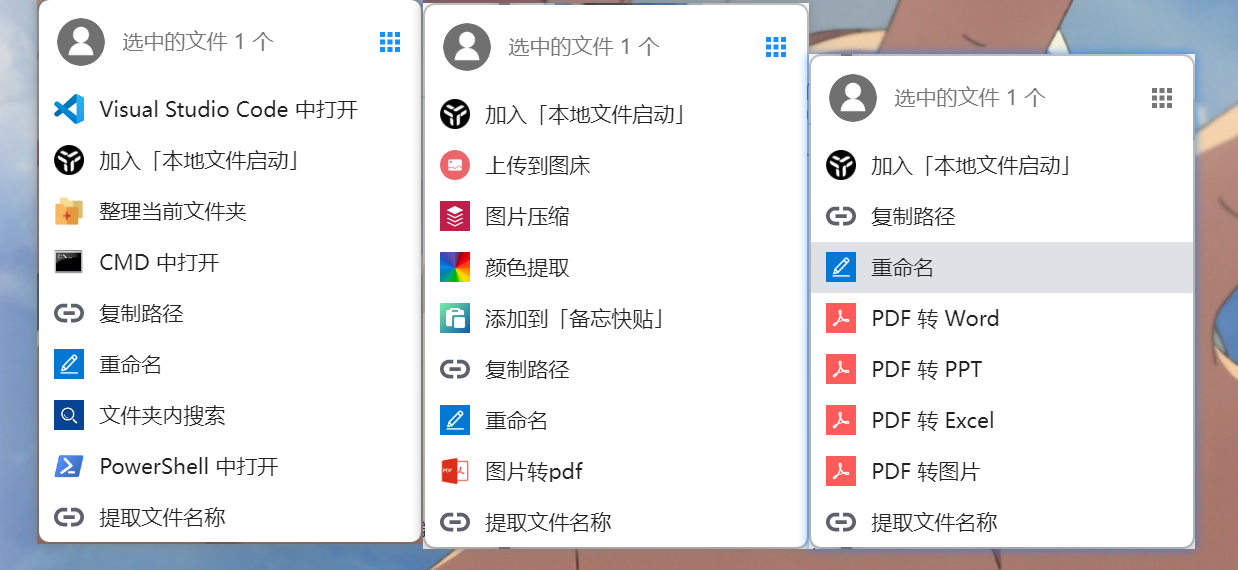 选中的文件 1 个
Visual Studio Code 中打开
加入「本地文件启动」
整理当前文件夹
CMD 中打开
复制路径
重命名
文件夹内搜索
PowerShell 中打开
提取文件名称
选中的文件 1 个
加入「本地文件启动」
上传到图床
图片压缩
颜色提取
添加到「备忘快贴」
复制路径
重命名
图片转pdf
提取文件名称
选中的文件 1 个
加入「本地文件启动」
复制路径
重命名
PDF 转 Word
PDF 转 PPT
PDF 转 Excel
PDF 转图片
提取文件名称